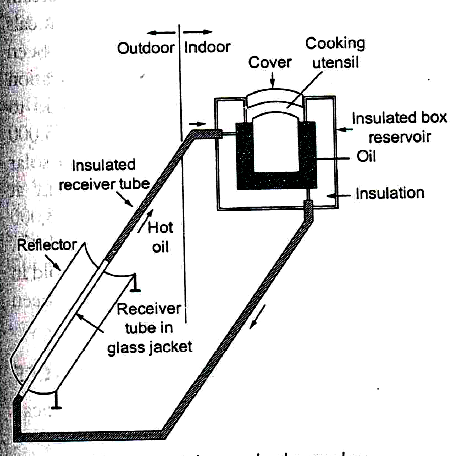 Outdoor Indoor
Cooking
utensil
Cover
Insulated box
reservoir
Oil
Insulated
receiver tube
Insulation
Hot
oil
Reflector
Receiver
tube in
glass jacket